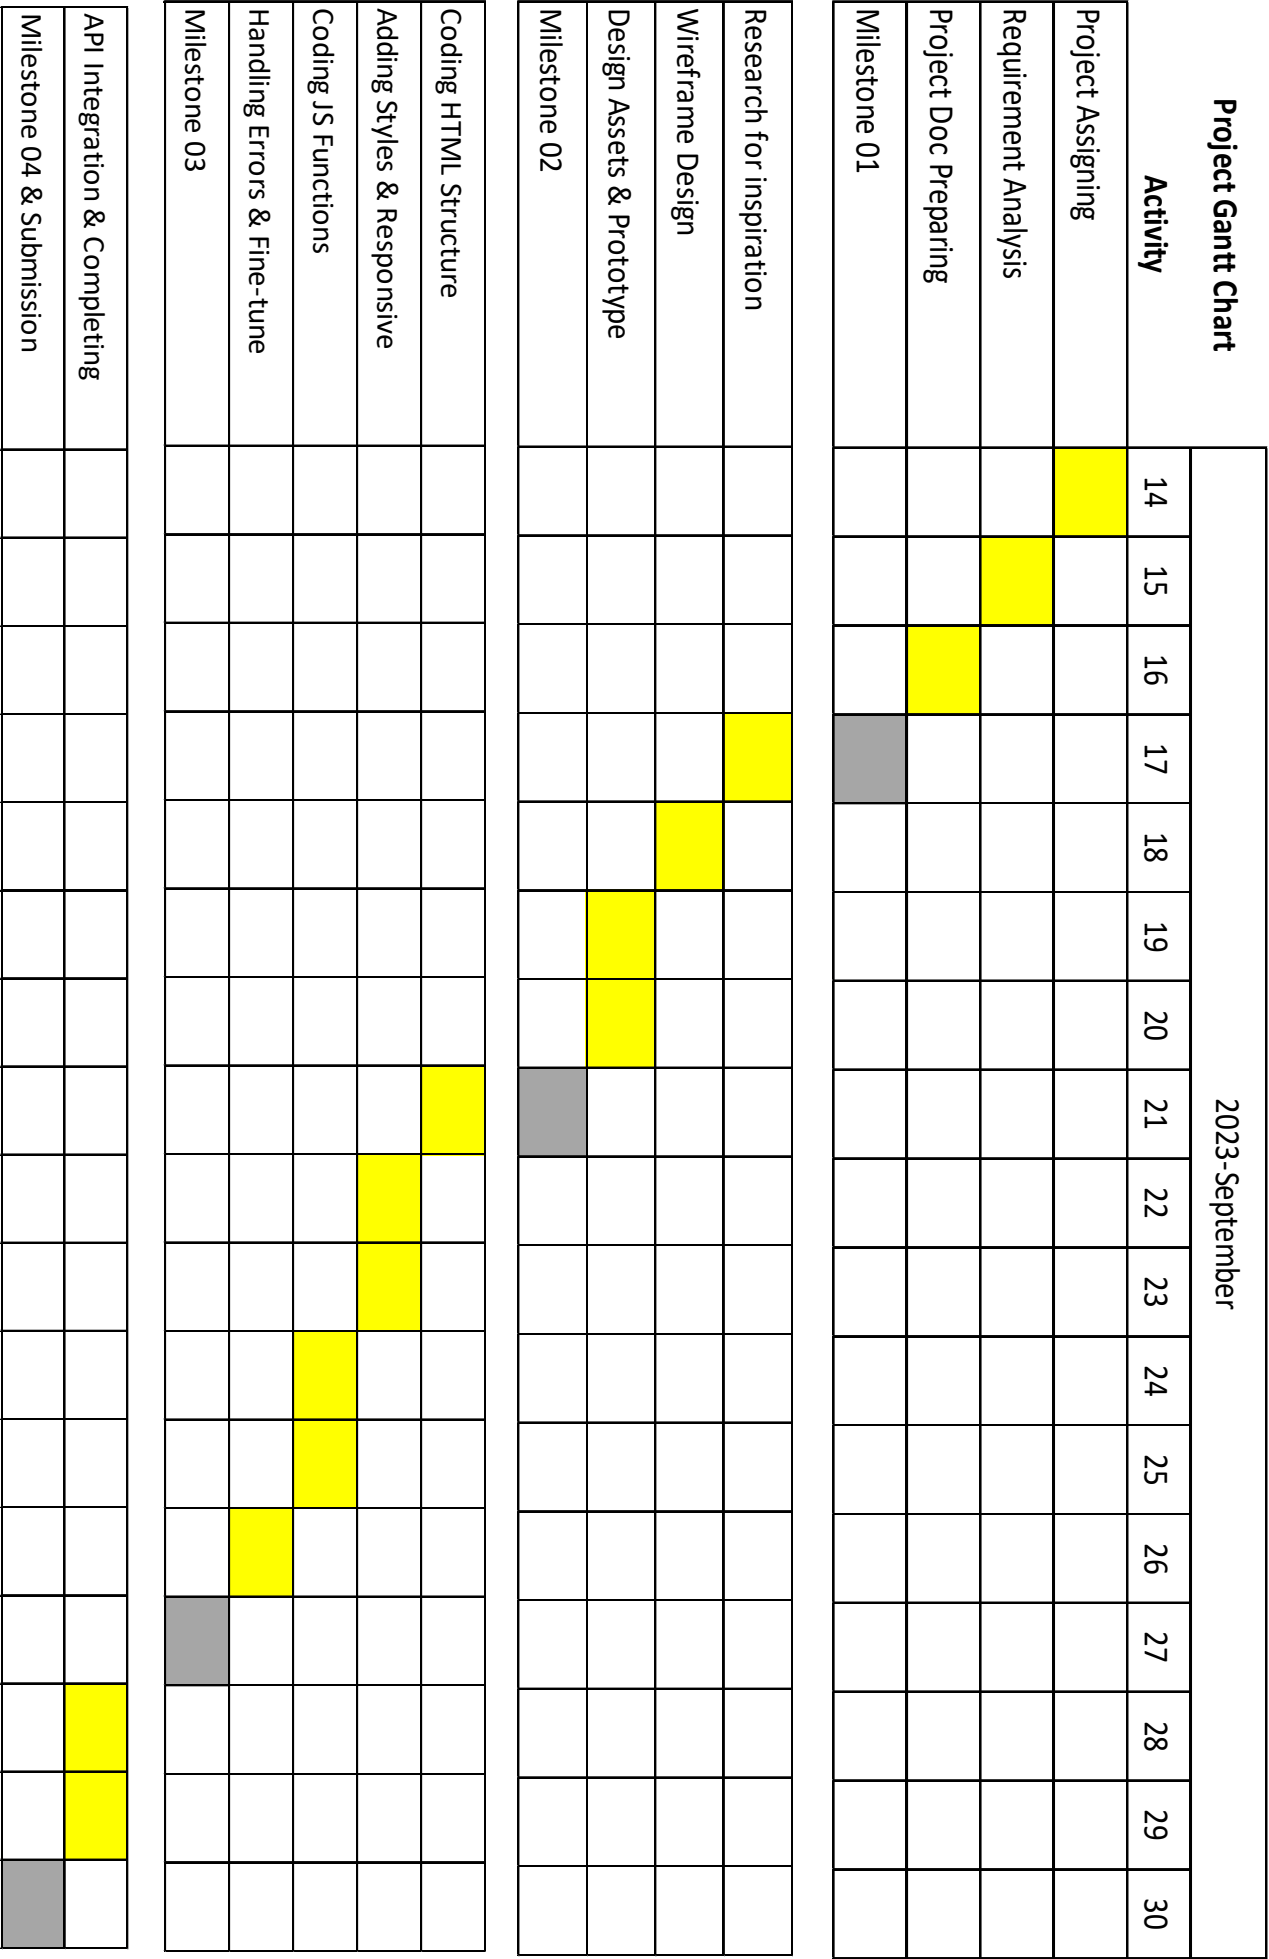 Project Gantt Chart
2023-September
Activity 14 15 16 17 18 19 20 21 22 23 24 25 26 27 28 29 30
Project Assigning
Requirement Analysis
Project Doc Preparing
Milestone 01
Research for inspiration
Wireframe Design
Design Assets & Prototype
Milestone 02
Coding HTML Structure
Adding Styles & Responsive
Coding JS Functions
Handling Errors & Fine-tune
Milestone 03
API Integration & Completing
Milestone 04 & Submission